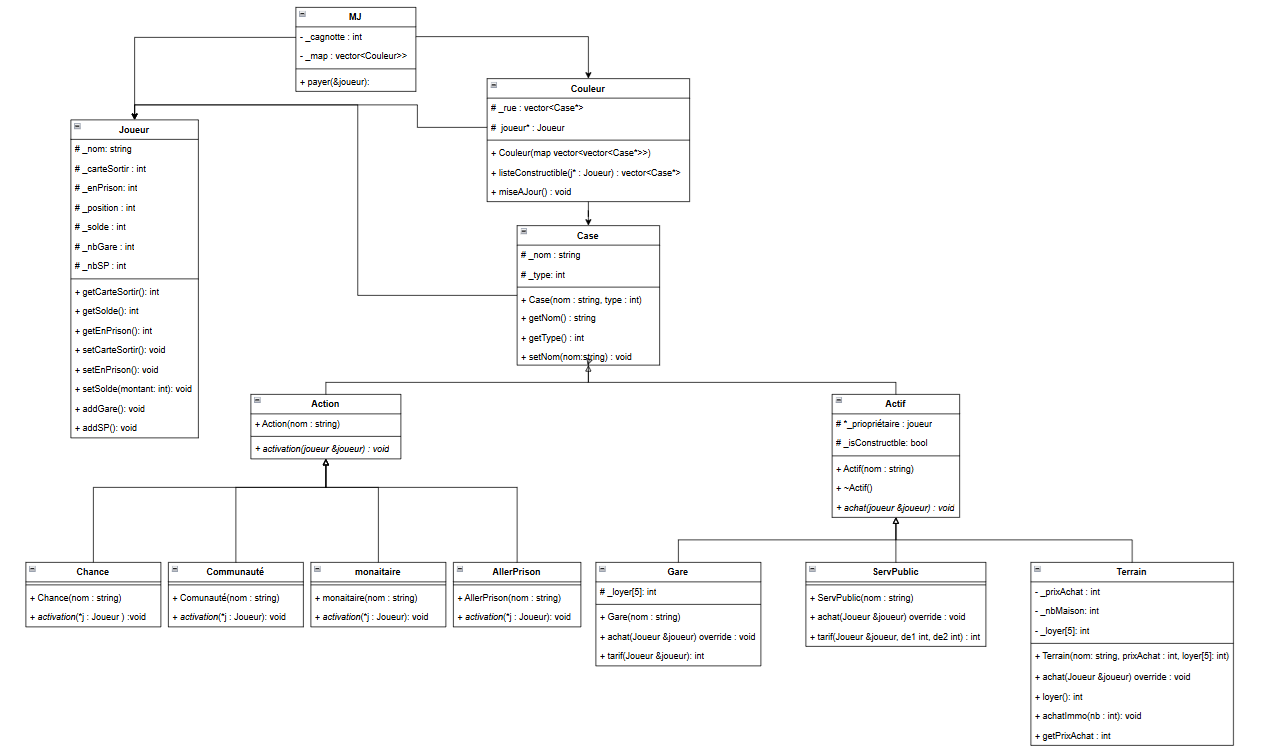 MJ
- _cagnotte : int
- _map : vector<Couleur>>
+ payer(&joueur):
Couleur
# _rue : vector<Case*>
# joueur* : Joueur
+ Couleur(map vector<vector<Case*>>)
+ listeConstructible(j* : Joueur) : vector<Case*>
+ miseAJour() : void
Joueur
# _nom: string
# _carteSortir : int
# _enPrison: int
# _position : int
# _solde : int
# _nbGare : int
# _nbSP : int
+ getCarteSortir(): int
+ getSolde(): int
+ getEnPrison(): int
+ setCarteSortir(): void
+ setEnPrison(): void
+ setSolde(montant: int): void
+ addGare(): void
+ addSP(): void
Case
# _nom : string
# _type: int
+ Case(nom : string, type : int)
+ getNom() : string
+ getType() : int
+ setNom(nom:string) : void
Action
+ Action(nom : string)
+ activation(joueur &joueur) : void
Actif
# *_priopriétaire : joueur
# _isConstructble: bool
+ Actif(nom : string)
+ ~Actif()
+ achat(joueur &joueur) : void
Chance
+ Chance(nom : string)
+ activation(*j : Joueur ) :void
Communauté
+ Comunauté(nom : string)
+ activation(*j : Joueur): void
monaitaire
+ monaitaire(nom : string)
+ activation(*j : Joueur): void
AllerPrison
+ AllerPrison(nom : string)
+ activation(*j : Joueur): void
Gare
# _loyer[5]: int
+ Gare(nom : string)
+ achat(Joueur &joueur) override : void
+ tarif(Joueur &joueur): int
ServPublic
+ ServPublic(nom : string)
+ achat(Joueur &joueur) override : void
+ tarif(Joueur &joueur, de1 int, de2 int) : int
Terrain
- _prixAchat : int
- _nbMaison: int
- _loyer[5]: int
+ Terrain(nom: string, prixAchat : int, loyer[5]: int)
+ achat(Joueur &joueur) override : void
+ loyer(): int
+ achatImmo(nb : int): void
+ getPrixAchat : int